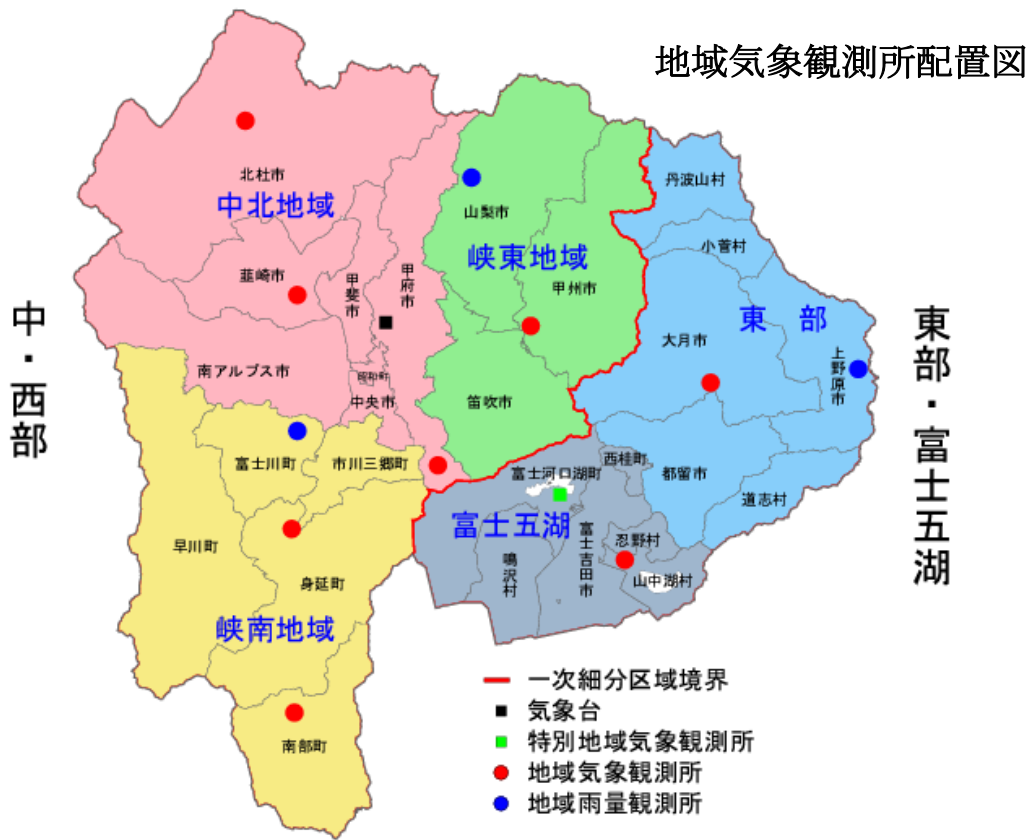 地域気象観測所配置図
中・西部
東部・富士五湖
北杜市
中北地域
韮崎市
甲斐市
甲府市
南アルプス市
昭和町
中央市
山梨市
峡東地域
甲州市
笛吹市
丹波山村
小菅村
東 部
大月市
上野原市
都留市
道志村
富士川町
市川三郷町
早川町
身延町
峡南地域
南部町
西桂町
富士河口湖町
富士五湖
鳴沢村
富士吉田市
忍野村
山中湖村
一次細分区域境界
気象台
特別地域気象観測所
地域気象観測所
地域雨量観測所